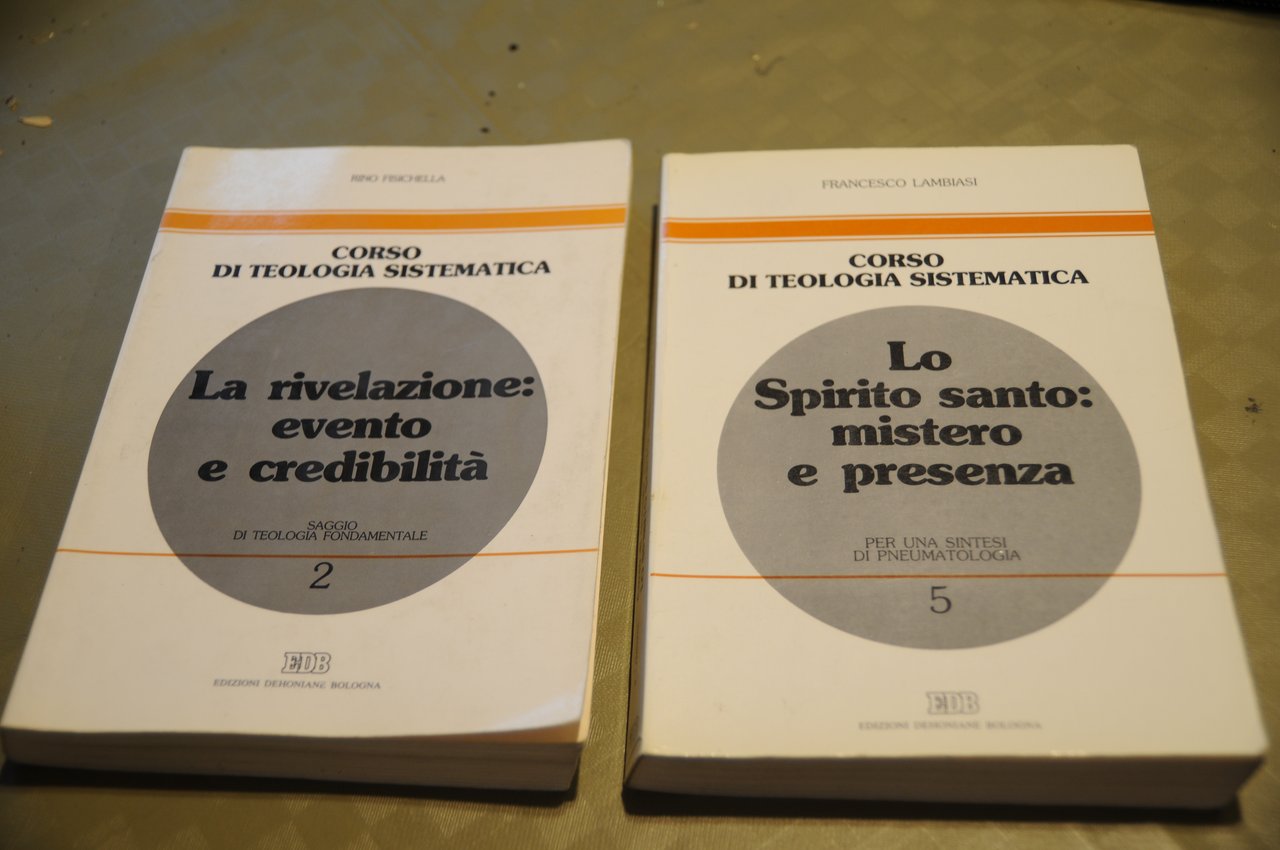 RINO FISICHELLA
CORSO
DI TEOLOGIA SISTEMATICA
La rivelazione:
evento
e credibilità
SAGGIO
DI TEOLOGIA FONDAMENTALE
2
EDB
EDIZIONI DEHONIANE BOLOGNA
FRANCESCO LAMBIASI
CORSO
DI TEOLOGIA SISTEMATICA
Lo
Spirito santo:
mistero
e presenza
PER UNA SINTESI
DI PNEUMATOLOGIA
5
EDB
EDIZIONI DEHONIANE BOLOGNA